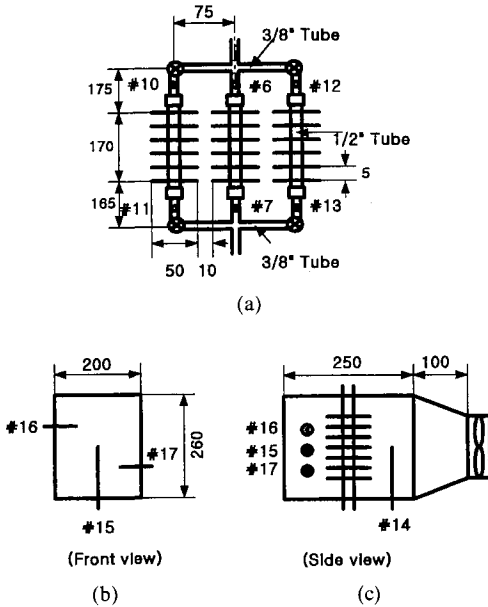 75
3/8" Tube
#10 #6 #12
175
170
1/2" Tube
5
165
#11 #7 #13
50 10
3/8" Tube
(a)
200
#16
#17
260
#15
(Front view)
(b)
250 100
#16
#15
#17
#14
(Side view)
(c)